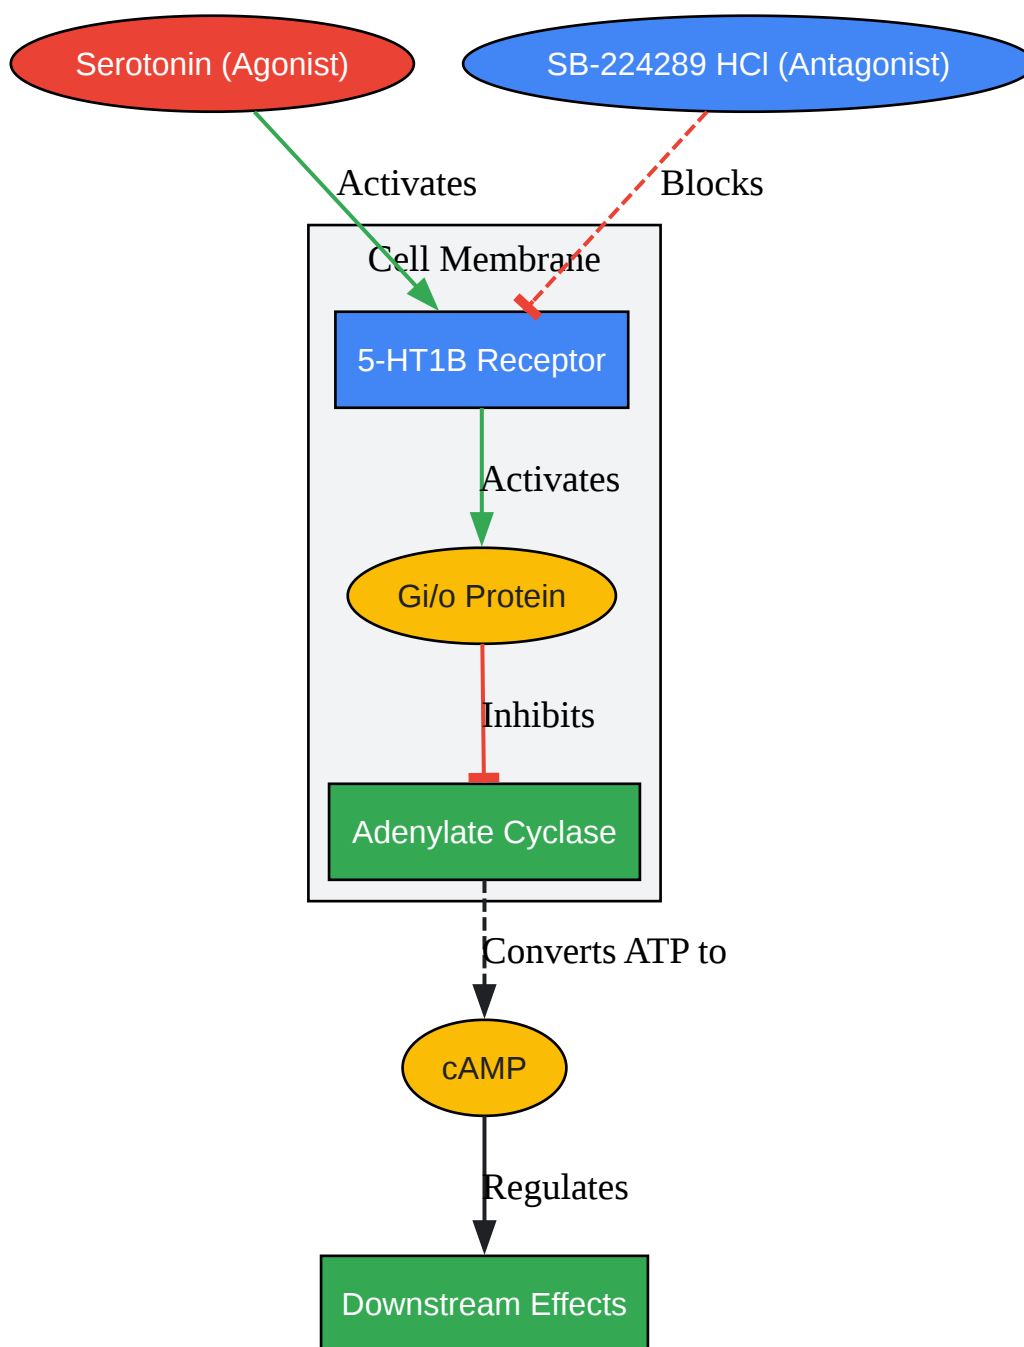 Serotonin (Agonist)
SB-224289 HCl (Antagonist)
Activates
Blocks
Cell Membrane
5-HT1B Receptor
Activates
Gi/o Protein
Inhibits
Adenylate Cyclase
Converts ATP to
cAMP
Regulates
Downstream Effects